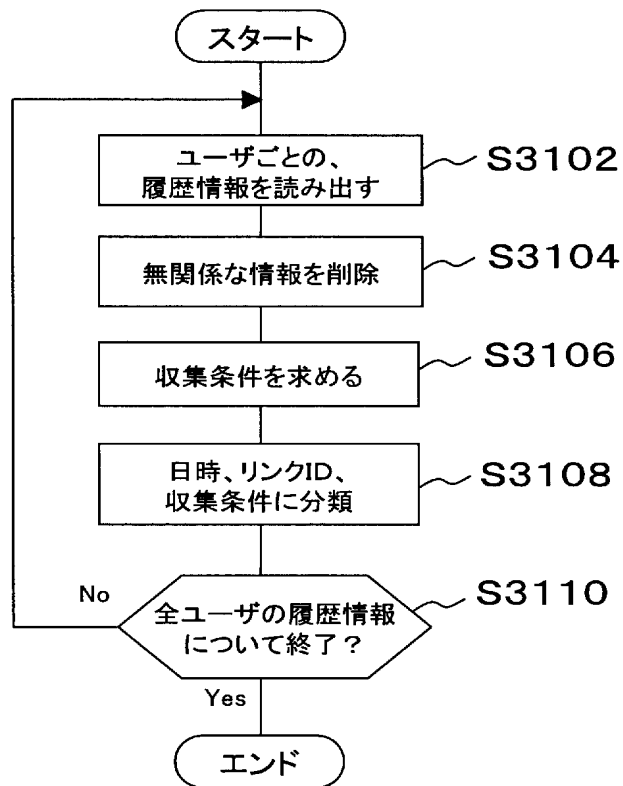 スタート
ユーザごとの、
履歴情報を読み出す
S3102
無関係な情報を削除
S3104
収集条件を求める
S3106
日時、リンクID、
収集条件に分類
S3108
全ユーザの履歴情報
について終了？
S3110
No
Yes
エンド